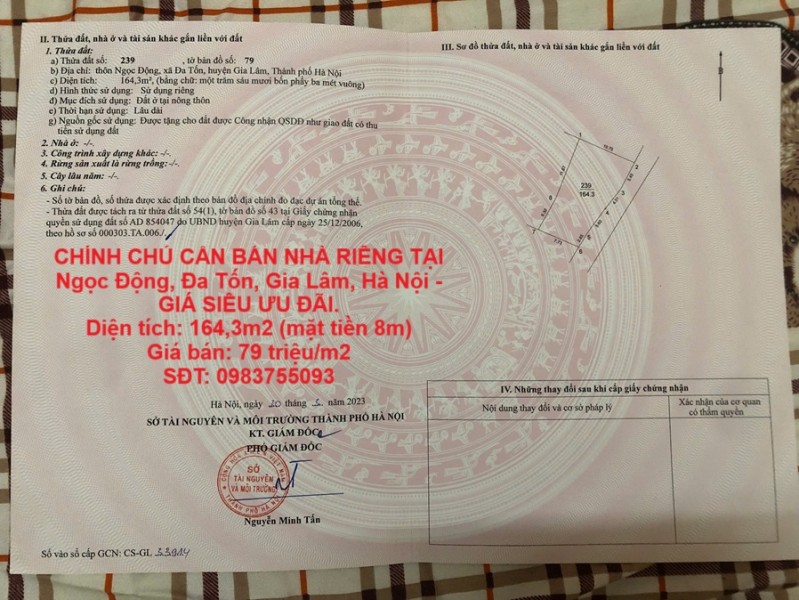 II. Thửa đất, nhà ở và tài sản khác gắn liền với đất
1. Thửa đất:
a) Thửa đất số: 239 , tờ bản đồ số: 79
b) Địa chỉ: thôn Ngọc Động, xã Đa Tốn, huyện Gia Lâm, Thành phố Hà Nội
c) Diện tích: 164,3m², (bằng chữ: một trăm sáu mươi bốn phẩy ba mét vuông)
d) Hình thức sử dụng: Sử dụng riêng
đ) Mục đích sử dụng: Đất ở tại nông thôn
e) Thời hạn sử dụng: Lâu dài
g) Nguồn gốc sử dụng: Được tặng cho đất được Công nhận QSDĐ như giao đất có thu
tiền sử dụng đất
2. Nhà ở: -/-.
3. Công trình xây dựng khác: -/-.
4. Rừng sản xuất là rừng trồng: -/-.
5. Cây lâu năm: -/-.
6. Ghi chú:
- Số tờ bản đồ, số thửa được xác định theo bản đồ địa chính đo đạc dự án tổng thể.
- Thửa đất được tách ra từ thửa đất số 54(1), tờ bản đồ số 43 tại Giấy chứng nhận
quyền sử dụng đất số AD 854047 do UBND huyện Gia Lâm cấp ngày 25/12/2006,
theo hồ sơ số 000303.TA.006./.
CHÍNH CHỦ CẦN BÁN NHÀ RIÊNG TẠI
Ngọc Động, Đa Tốn, Gia Lâm, Hà Nội -
GIÁ SIÊU ƯU ĐÃI.
Diện tích: 164,3m2 (mặt tiền 8m)
Giá bán: 79 triệu/m2
SĐT: 0983755093
Hà Nội, ngày 20 tháng 2 năm 2023
SỞ TÀI NGUYÊN VÀ MÔI TRƯỜNG THÀNH PHỐ HÀ NỘI
KT. GIÁM ĐỐC
PHÓ GIÁM ĐỐC
SỞ
TÀI NGUYÊN
VÀ MÔI TRƯỜNG
Nguyễn Minh Tấn
Số vào sổ cấp GCN: CS-GL 33914
III. Sơ đồ thửa đất, nhà ở và tài sản khác gắn liền với đất
239
164.3
IV. Những thay đổi sau khi cấp giấy chứng nhận
Nội dung thay đổi và cơ sở pháp lý
Xác nhận của cơ quan
có thẩm quyền